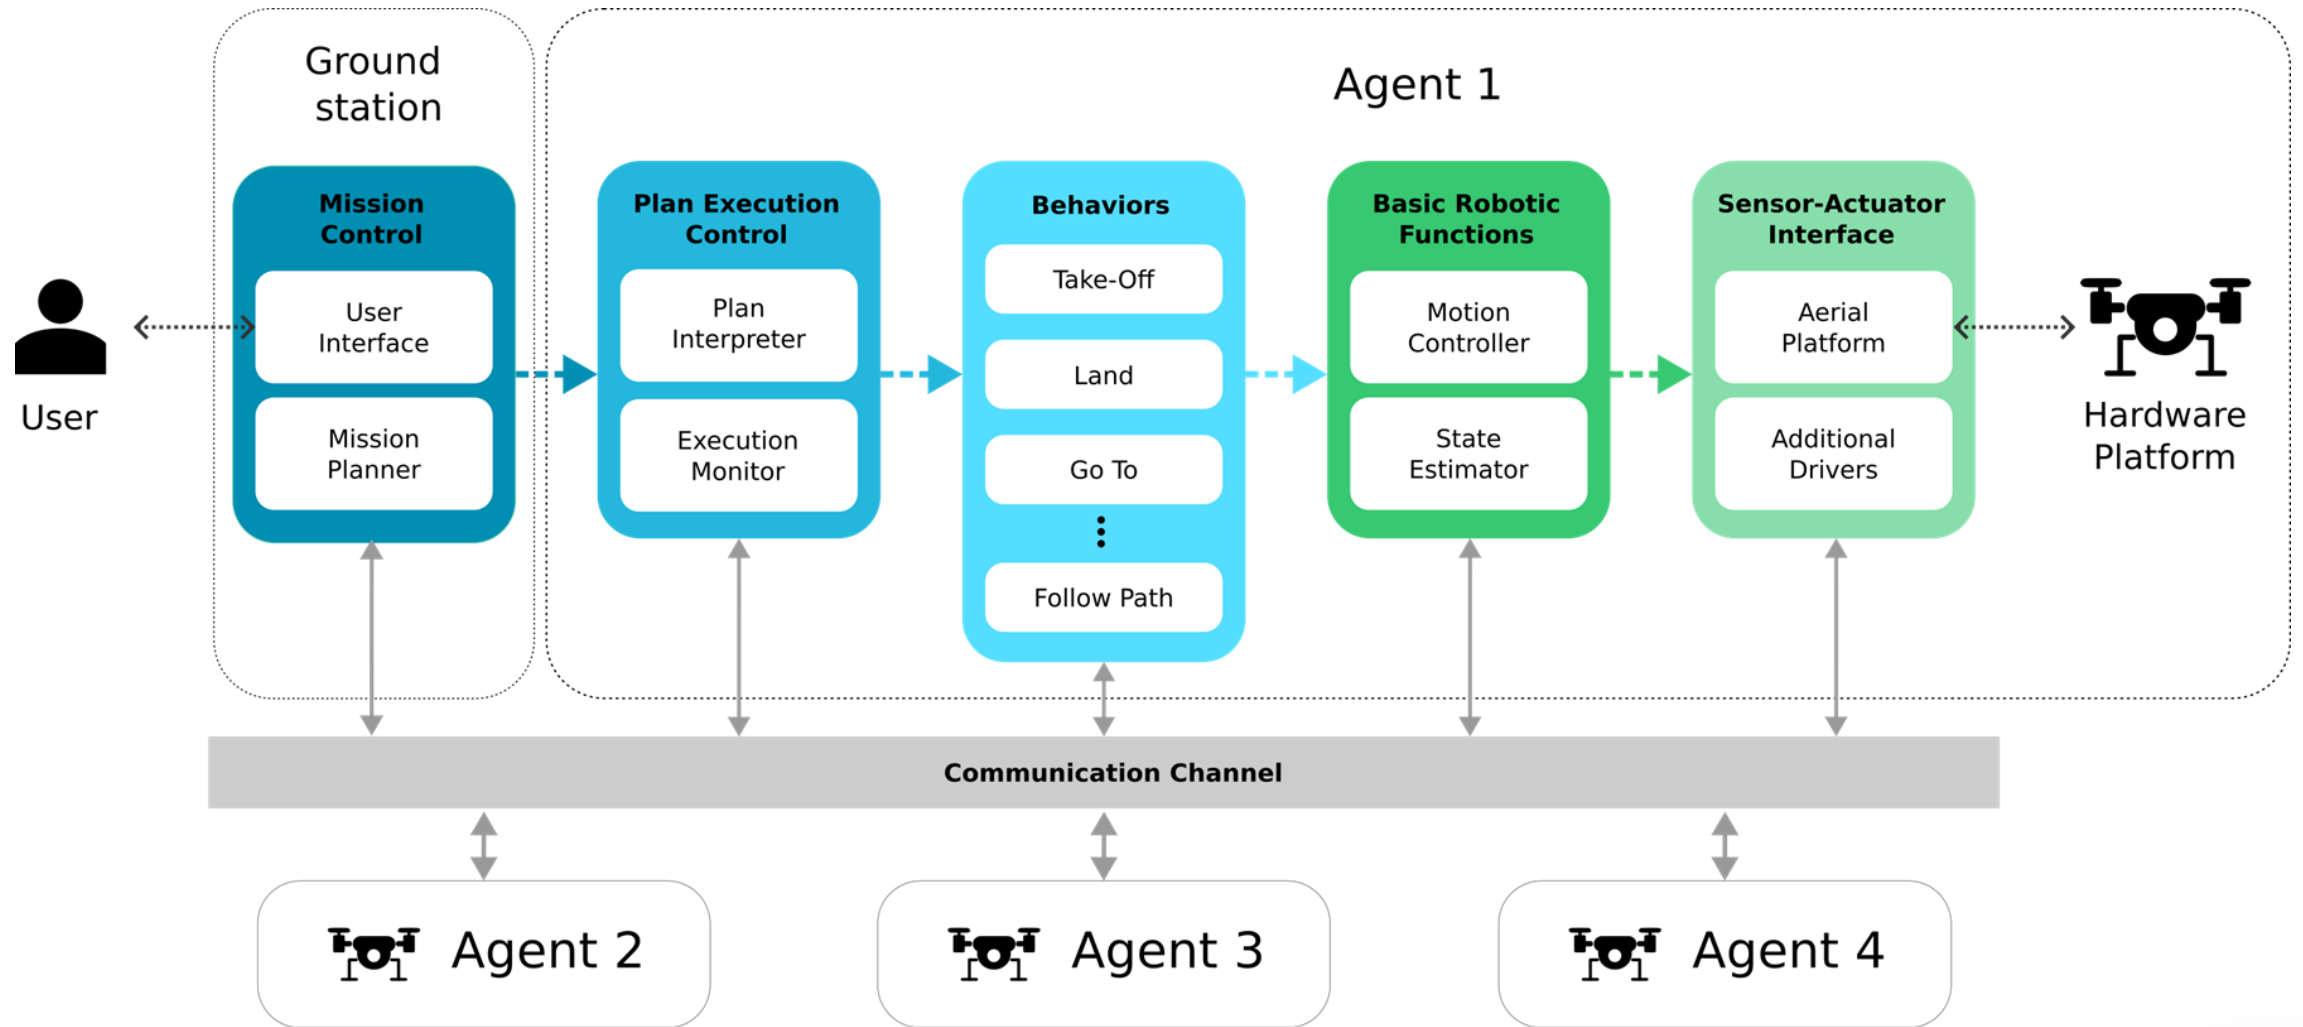 Ground
station
Agent 1
Mission
Control
User
Interface
Mission
Planner
Plan Execution
Control
Plan
Interpreter
Execution
Monitor
Behaviors
Take-Off
Land
Go To
Follow Path
Basic Robotic
Functions
Motion
Controller
State
Estimator
Sensor-Actuator
Interface
Aerial
Platform
Additional
Drivers
User
Hardware
Platform
Communication Channel
Agent 2
Agent 3
Agent 4